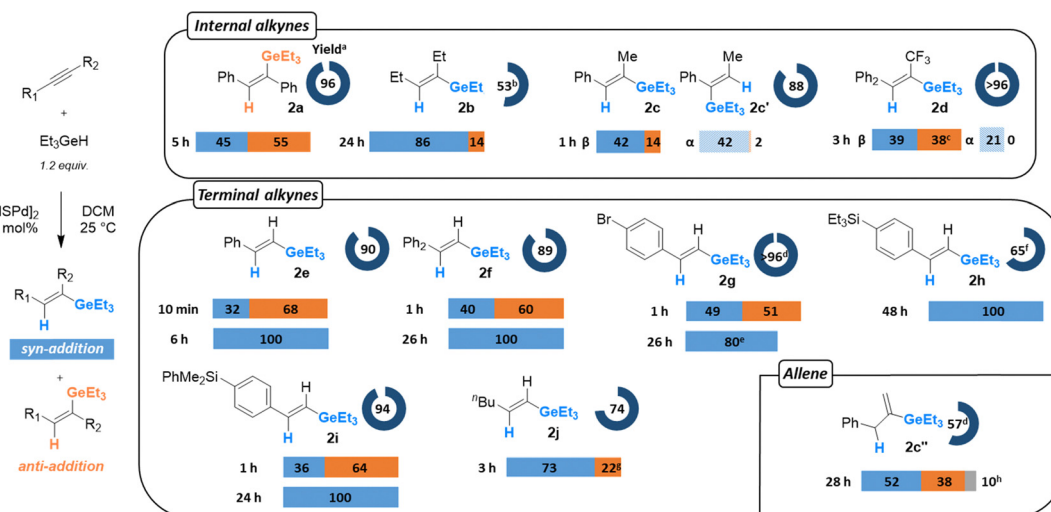 Internal alkynes
R2
R1
+
Et3GeH
1.2 equiv.
ISPd]2
mol%
DCM
25 °C
R2
R1
GeEt3
H
syn-addition
+
GeEt3
R1
R2
H
anti-addition
GeEt3
Ph
Ph
H
2a
Yielda
96
5 h
45
55
Et
Et
GeEt
H
2b
53b
24 h
86
14
Me
Ph
GeEt3
H
2c
Me
Ph
H
GeEt3
2c'
88
1 h β
42
14
α
42
2
CF3
Ph2
GeEt3
H
2d
>96
3 h β
39
38c
α
21
0
Terminal alkynes
H
Ph
GeEt3
H
2e
90
10 min
32
68
6 h
100
H
Ph2
GeEt3
H
2f
89
1 h
40
60
26 h
100
Br
H
GeEt3
H
2g
>96d
1 h
49
51
26 h
80e
Et3Si
H
GeEt3
H
2h
65f
48 h
100
PhMe2Si
H
GeEt3
H
2i
94
1 h
36
64
24 h
100
H
nBu
GeEt3
H
2j
74
3 h
73
22g
Allene
Ph
GeEt3
H
2c''
57d
28 h
52
38
10h